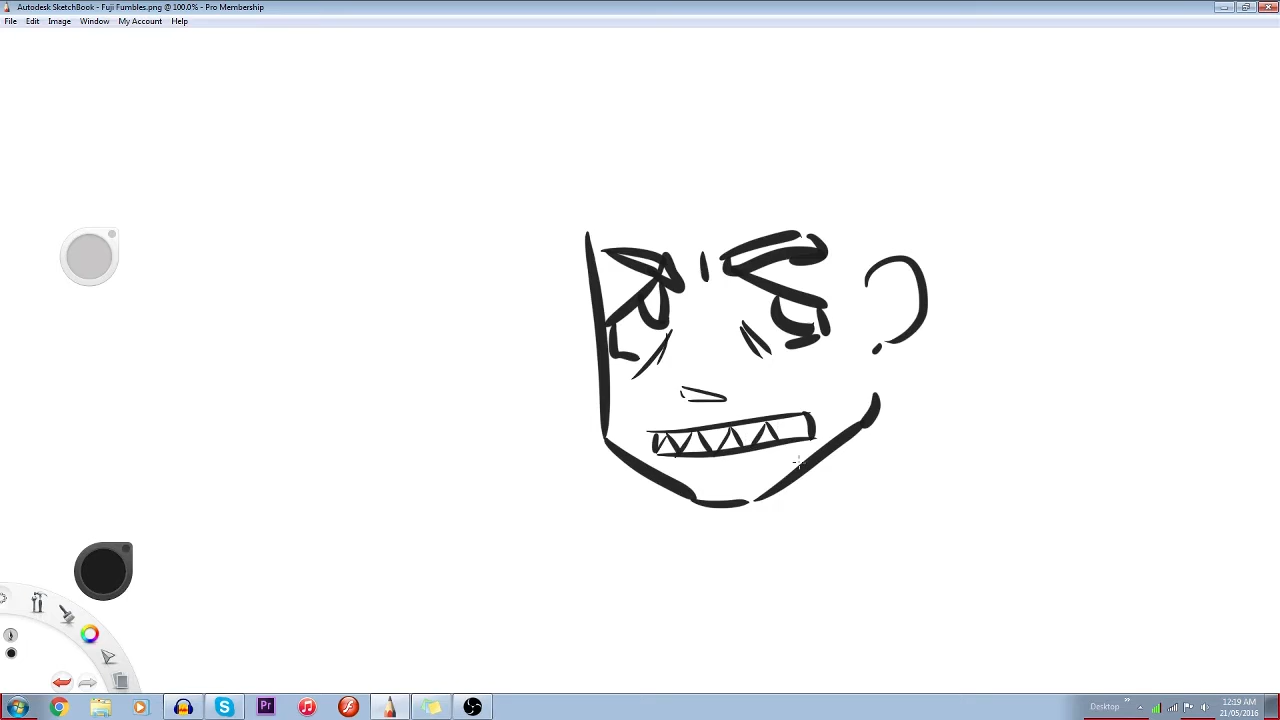 Autodesk SketchBook - Fuji Fumbles.png @ 100.0% - Pro Membership
File Edit Image Window My Account Help
Pr
Desktop
12:19 AM
21/05/2016